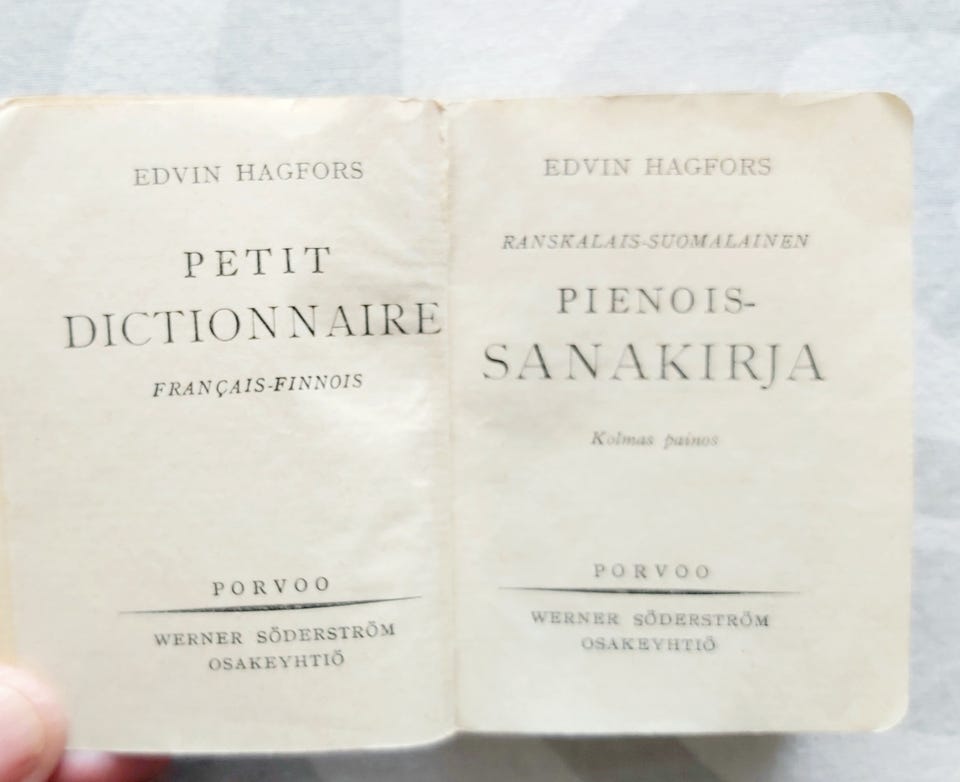 EDVIN HAGFORS
PETIT
DICTIONNAIRE
FRANÇAIS-FINNOIS
PORVOO
WERNER SÖDERSTRÖM
OSAKEYHTIÖ
EDVIN HAGFORS
RANSKALAIS-SUOMALAINEN
PIENOIS-
SANAKIRJA
Kolmas painos
PORVOO
WERNER SÖDERSTRÖM
OSAKEYHTIÖ